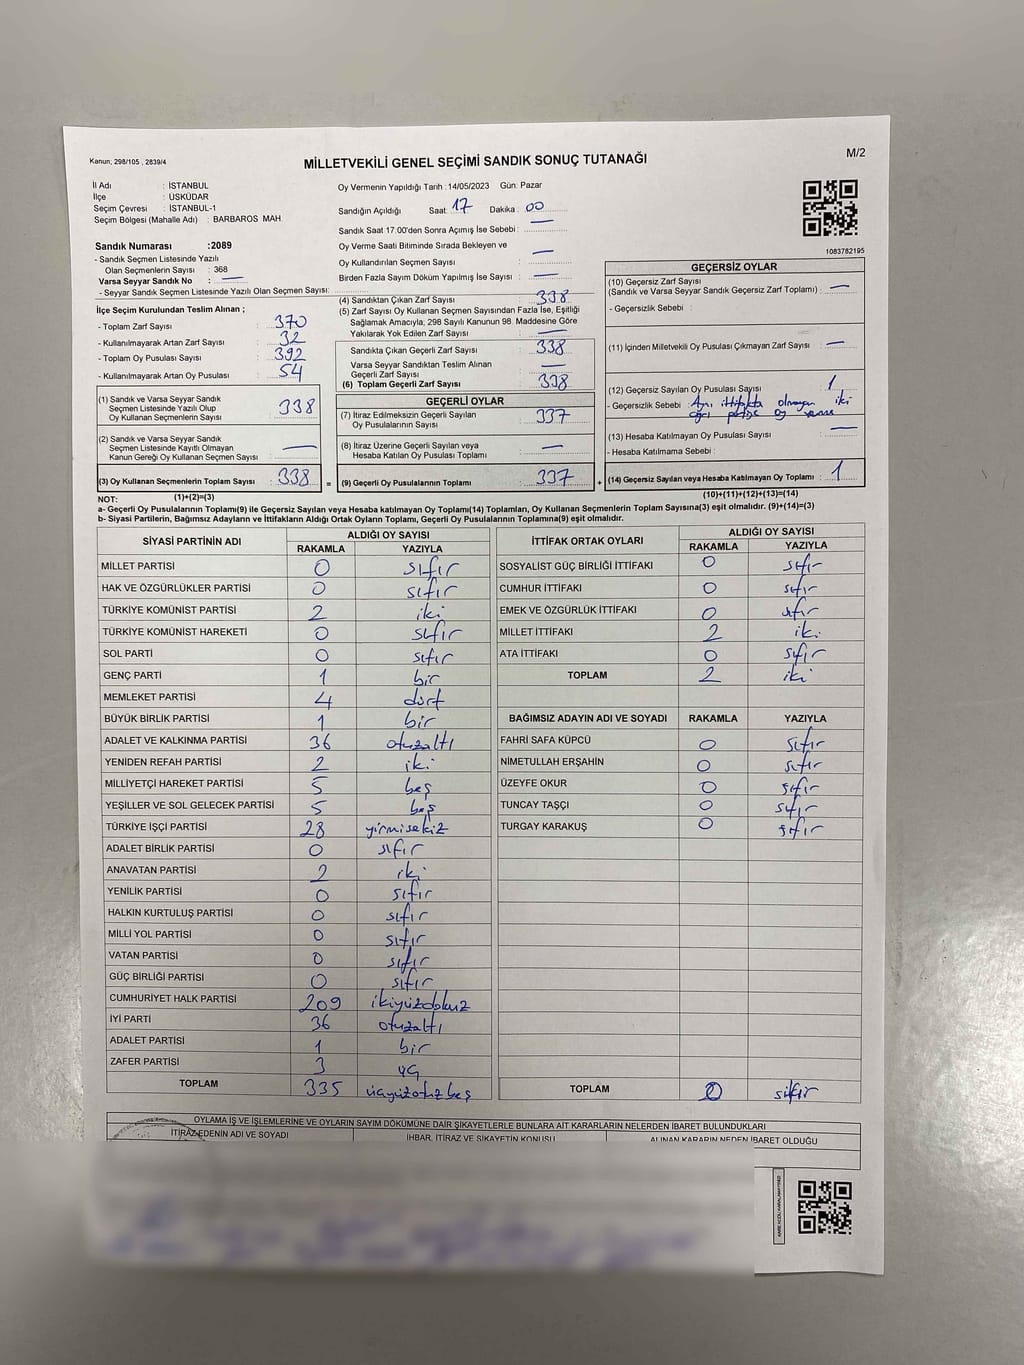 Kanun; 298/105 , 2839/4
MİLLETVEKİLİ GENEL SEÇİMİ SANDIK SONUÇ TUTANAĞI
M/2
İl Adı : İSTANBUL
İlçe : ÜSKÜDAR
Seçim Çevresi : İSTANBUL-1
Seçim Bölgesi (Mahalle Adı) : BARBAROS MAH.
Oy Vermenin Yapıldığı Tarih : 14/05/2023 Gün: Pazar
Sandığın Açıldığı Saat: 17 Dakika : 00
Sandık Saat 17.00'den Sonra Açımış İse Sebebi : —
Oy Verme Saati Bitiminde Sırada Bekleyen ve
Oy Kullandırılan Seçmen Sayısı : —
Birden Fazla Sayım Döküm Yapılmış İse Sayısı : —
1083782195
Sandık Numarası :2089
- Sandık Seçmen Listesinde Yazılı
Olan Seçmenlerin Sayısı : 368
Varsa Seyyar Sandık No : —
- Seyyar Sandık Seçmen Listesinde Yazılı Olan Seçmen Sayısı:
İlçe Seçim Kurulundan Teslim Alınan ;
- Toplam Zarf Sayısı : 370
- Kullanılmayarak Artan Zarf Sayısı : 32
- Toplam Oy Pusulası Sayısı : 392
- Kullanılmayarak Artan Oy Pusulası : 54
(1) Sandık ve Varsa Seyyar Sandık
Seçmen Listesinde Yazılı Olup
Oy Kullanan Seçmenlerin Sayısı : 338
(2) Sandık ve Varsa Seyyar Sandık
Seçmen Listesinde Kayıtlı Olmayan
Kanun Gereği Oy Kullanan Seçmen Sayısı : —
(3) Oy Kullanan Seçmenlerin Toplam Sayısı : 338 =
(4) Sandıktan Çıkan Zarf Sayısı : 338
(5) Zarf Sayısı Oy Kullanan Seçmen Sayısından Fazla İse, Eşitliği
Sağlamak Amacıyla, 298 Sayılı Kanunun 98. Maddesine Göre
Yakılarak Yok Edilen Zarf Sayısı : —
Sandıkta Çıkan Geçerli Zarf Sayısı : 338
Varsa Seyyar Sandıktan Teslim Alınan
Geçerli Zarf Sayısı : —
(6) Toplam Geçerli Zarf Sayısı : 338
GEÇERLİ OYLAR
(7) İtiraz Edilmeksizin Geçerli Sayılan
Oy Pusulalarının Sayısı : 337
(8) İtiraz Üzerine Geçerli Sayılan veya
Hesaba Katılan Oy Pusulası Toplamı : —
(9) Geçerli Oy Pusulalarının Toplamı : 337 +
GEÇERSİZ OYLAR
(10) Geçersiz Zarf Sayısı
(Sandık ve Varsa Seyyar Sandık Geçersiz Zarf Toplamı) : —
- Geçersizlik Sebebi :
(11) İçinden Milletvekili Oy Pusulası Çıkmayan Zarf Sayısı : —
(12) Geçersiz Sayılan Oy Pusulası Sayısı : 1
- Geçersizlik Sebebi : Aynı ittifakta olmayan iki
ayrı partiye oy
(13) Hesaba Katılmayan Oy Pusulası Sayısı : —
- Hesaba Katılmama Sebebi :
(14) Geçersiz Sayılan veya Hesaba Katılmayan Oy Toplamı : 1
NOT: (1)+(2)=(3)
(10)+(11)+(12)+(13)=(14)
a- Geçerli Oy Pusulalarının Toplamı(9) ile Geçersiz Sayılan veya Hesaba katılmayan Oy Toplamı(14) Toplamları, Oy Kullanan Seçmenlerin Toplam Sayısına(3) eşit olmalıdır. (9)+(14)=(3)
b- Siyasi Partilerin, Bağımsız Adayların ve İttifakların Aldığı Ortak Oyların Toplamı, Geçerli Oy Pusulalarının Toplamına(9) eşit olmalıdır.
SİYASİ PARTİNİN ADI ALDIĞI OY SAYISI
RAKAMLA YAZIYLA
MİLLET PARTİSİ 0 sıfır
HAK VE ÖZGÜRLÜKLER PARTİSİ 0 sıfır
TÜRKİYE KOMÜNİST PARTİSİ 2 iki
TÜRKİYE KOMÜNİST HAREKETİ 0 sıfır
SOL PARTİ 0 sıfır
GENÇ PARTİ 1 bir
MEMLEKET PARTİSİ 4 dört
BÜYÜK BİRLİK PARTİSİ 1 bir
ADALET VE KALKINMA PARTİSİ 36 otuzaltı
YENİDEN REFAH PARTİSİ 2 iki
MİLLİYETÇİ HAREKET PARTİSİ 5 beş
YEŞİLLER VE SOL GELECEK PARTİSİ 5 beş
TÜRKİYE İŞÇİ PARTİSİ 28 yirmisekiz
ADALET BİRLİK PARTİSİ 0 sıfır
ANAVATAN PARTİSİ 2 iki
YENİLİK PARTİSİ 0 sıfır
HALKIN KURTULUŞ PARTİSİ 0 sıfır
MİLLİ YOL PARTİSİ 0 sıfır
VATAN PARTİSİ 0 sıfır
GÜÇ BİRLİĞİ PARTİSİ 0 sıfır
CUMHURİYET HALK PARTİSİ 209 ikiyüzdokuz
İYİ PARTİ 36 otuzaltı
ADALET PARTİSİ 1 bir
ZAFER PARTİSİ 3 üç
TOPLAM 335 üçyüzotuzbeş
İTTİFAK ORTAK OYLARI ALDIĞI OY SAYISI
RAKAMLA YAZIYLA
SOSYALİST GÜÇ BİRLİĞİ İTTİFAKI 0 sıfır
CUMHUR İTTİFAKI 0 sıfır
EMEK VE ÖZGÜRLÜK İTTİFAKI 0 sıfır
MİLLET İTTİFAKI 2 iki
ATA İTTİFAKI 0 sıfır
TOPLAM 2 iki
BAĞIMSIZ ADAYIN ADI VE SOYADI RAKAMLA YAZIYLA
FAHRİ SAFA KÜPCÜ 0 sıfır
NİMETULLAH ERŞAHİN 0 sıfır
ÜZEYFE OKUR 0 sıfır
TUNCAY TAŞÇI 0 sıfır
TURGAY KARAKUŞ 0 sıfır
TOPLAM 0 sıfır
OYLAMA İŞ VE İŞLEMLERİNE VE OYLARIN SAYIM DÖKÜMÜNE DAİR ŞİKAYETLERLE BUNLARA AİT KARARLARIN NELERDEN İBARET BULUNDUKLARI
İTİRAZ EDENİN ADI VE SOYADI İHBAR, İTİRAZ VE ŞİKAYETİN KONUSU ALINAN KARARIN NEDEN İBARET OLDUĞU